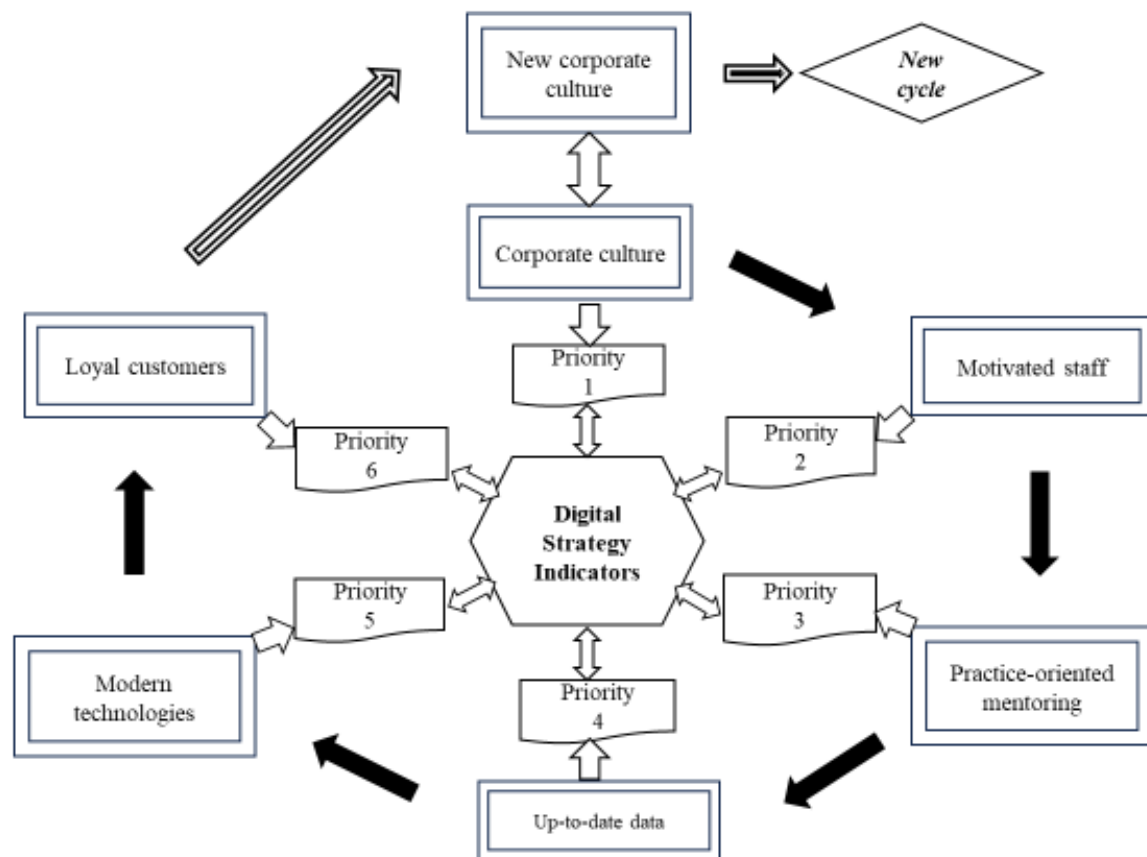 New corporate
culture
New
cycle
Corporate culture
Loyal customers
Priority
1
Motivated staff
Priority
6
Priority
2
Digital
Strategy
Indicators
Priority
5
Priority
3
Modern
technologies
Priority
4
Practice-oriented
mentoring
Up-to-date data